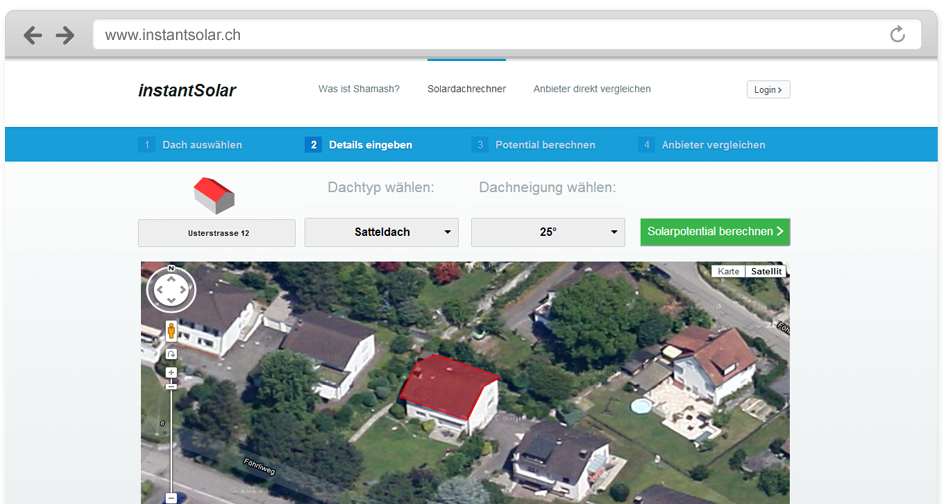 www.instantsolar.ch
instantSolar
Was ist Shamash?
Solardachrechner
Anbieter direkt vergleichen
Login
1 Dach auswählen
2 Details eingeben
3 Potential berechnen
4 Anbieter vergleichen
Dachtyp wählen:
Dachneigung wählen:
Usterstrasse 12
Satteldach
25°
Solarpotential berechnen
N
Karte
Satellit
6
Föhrliweg